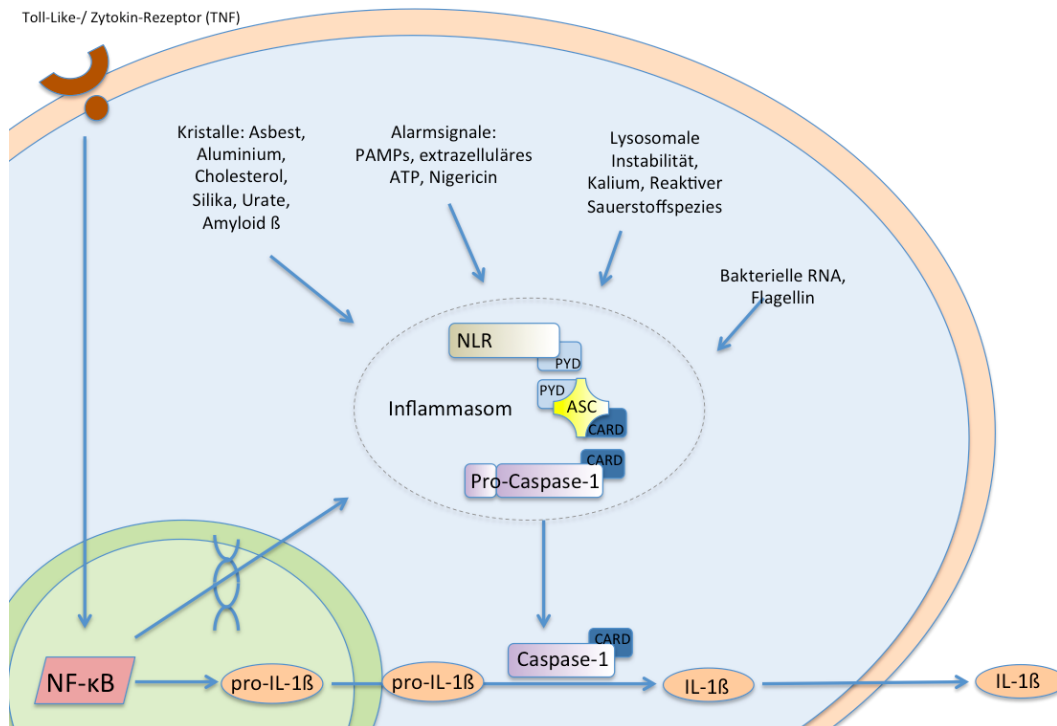 Toll-Like-/ Zytokin-Rezeptor (TNF)
Kristalle: Asbest,
Aluminium,
Cholesterol,
Silika, Urate,
Amyloid ß
Alarmsignale:
PAMPs, extrazelluläres
ATP, Nigericin
Lysosomale
Instabilität,
Kalium, Reaktiver
Sauerstoffspezies
Bakterielle RNA,
Flagellin
NLR
PYD
PYD
ASC
Inflammasom
CARD
CARD
Pro-Caspase-1
CARD
Caspase-1
NF-κB
pro-IL-1ß
pro-IL-1ß
IL-1ß
IL-1ß